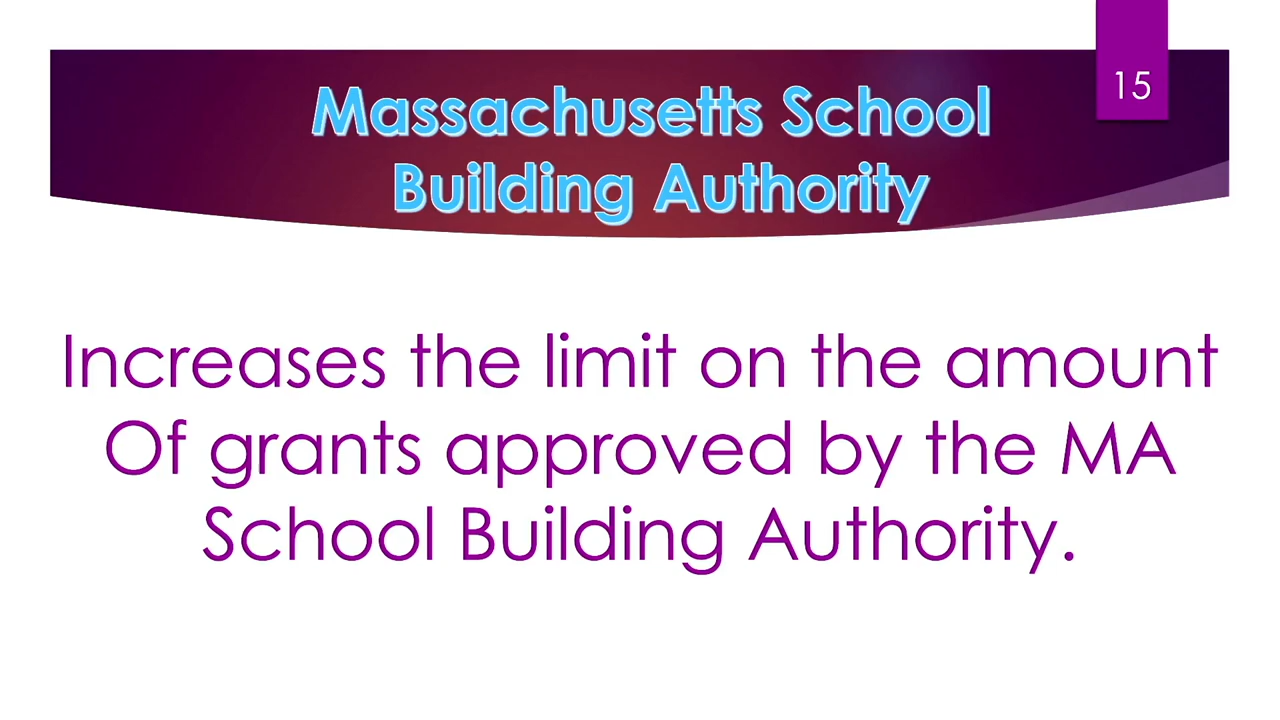 15
Massachusetts School
Building Authority
Increases the limit on the amount
Of grants approved by the MA
School Building Authority.